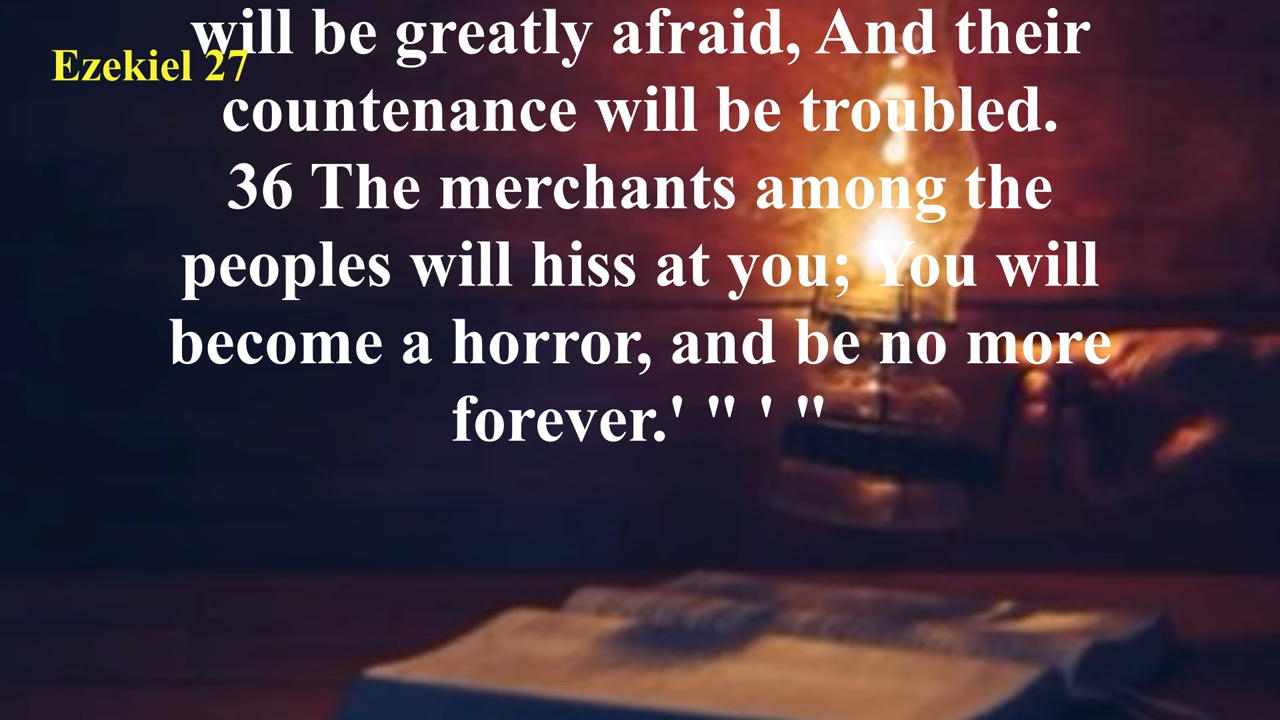 will be greatly afraid, And their
Ezekiel 27
countenance will be troubled.
36 The merchants among the
peoples will hiss at you; You will
become a horror, and be no more
forever.' " ' "